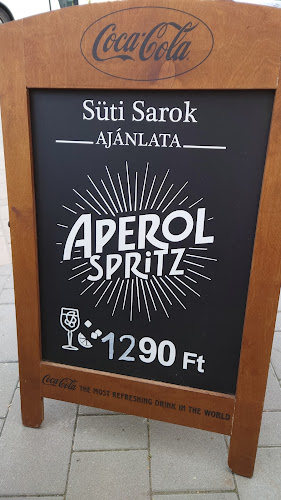 Coca-Cola
Süti Sarok
AJÁNLATA
APEROL
SPRiTZ
1290 Ft
Coca-Cola THE MOST REFRESHING DRINK IN THE WORLD